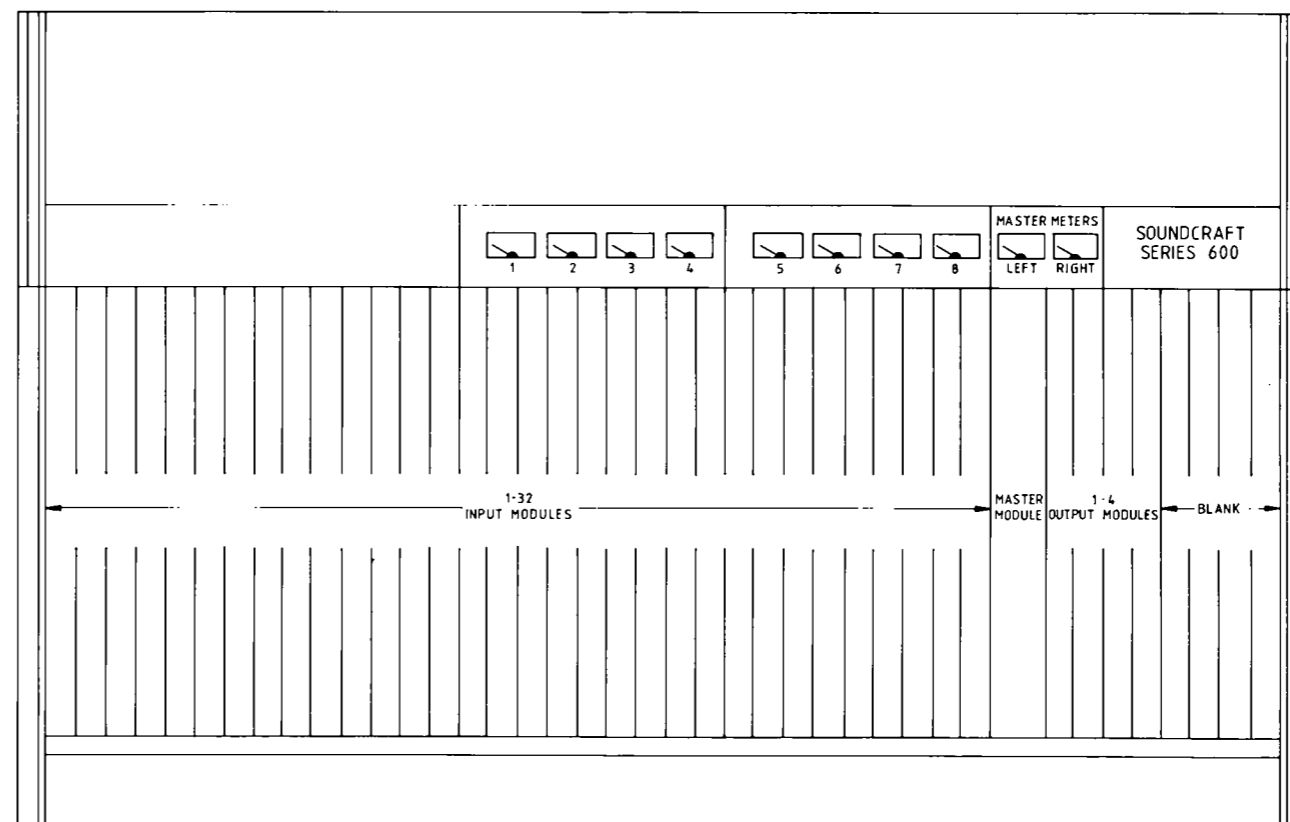 MASTER METERS
SOUNDCRAFT
SERIES 600
1 2 3 4 5 6 7 8 LEFT RIGHT
1-32
INPUT MODULES
MASTER
MODULE
1-4
OUTPUT MODULES
BLANK